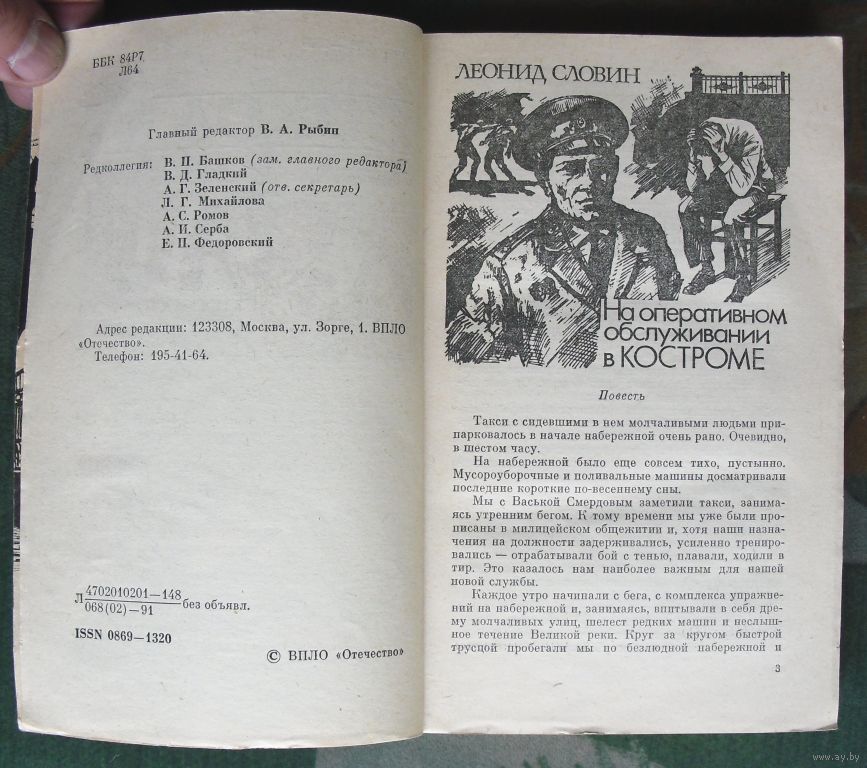 ББК 84Р7
Л64
Главный редактор В. А. Рыбин
Редколлегия: В. П. Башков (зам. главного редактора)
В. Д. Гладкий
А. Г. Зеленский (отв. секретарь)
Л. Г. Михайлова
А. С. Ромов
А. И. Серба
Е. П. Федоровский
Адрес редакции: 123308, Москва, ул. Зорге, 1. ВПЛО
«Отечество».
Телефон: 195-41-64.
Л 4702010201—148
068(02)—91 без объявл.
ISSN 0869—1320
© ВПЛО «Отечество»
ЛЕОНИД СЛОВИН
На оперативном
обслуживании
в КОСТРОМЕ
Повесть
Такси с сидевшими в нем молчаливыми людьми при-
парковалось в начале набережной очень рано. Очевидно,
в шестом часу.
На набережной было еще совсем тихо, пустынно.
Мусороуборочные и поливальные машины досматривали
последние короткие по-весеннему сны.
Мы с Васькой Смердовым заметили такси, занима-
ясь утренним бегом. К тому времени мы уже были про-
писаны в милицейском общежитии и, хотя наши назна-
чения на должности задерживались, усиленно трениро-
вались — отрабатывали бой с тенью, плавали, ходили в
тир. Это казалось нам наиболее важным для нашей
новой службы.
Каждое утро начинали с бега, с комплекса упражне-
ний на набережной и, занимаясь, впитывали в себя дре-
му молчаливых улиц, шелест редких машин и неслыш-
ное течение Великой реки. Круг за кругом быстрой
трусцой пробегали мы по безлюдной набережной и
3
www.ay.by